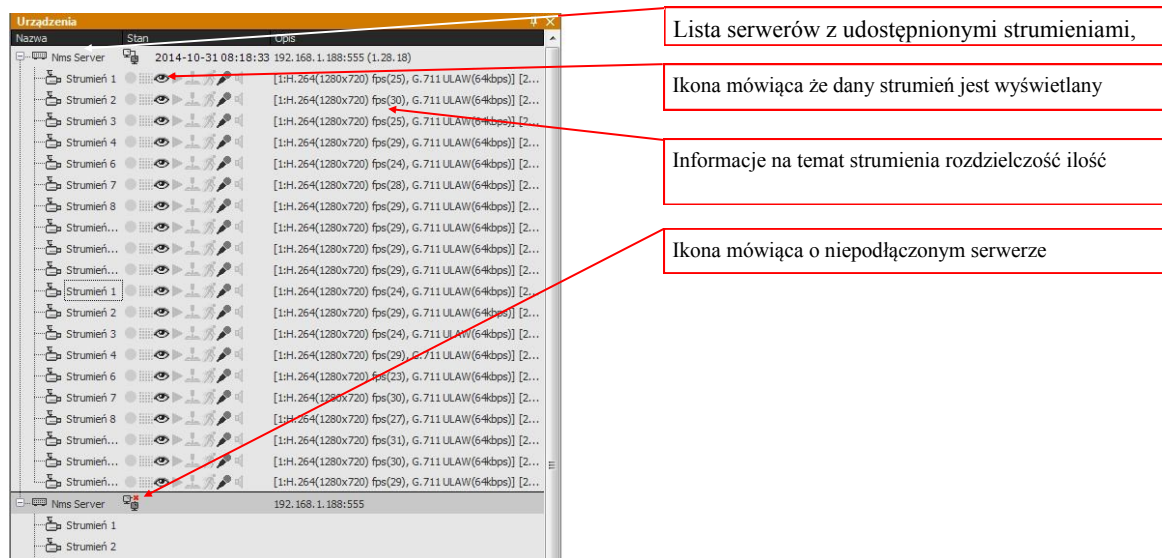 Urządzenia
Nazwa Stan Opis
Nms Server 2014-10-31 08:18:33 192.168.1.188:555 (1.28.18)
Strumień 1 [1:H.264(1280x720) fps(25), G.711 ULAW(64kbps)] [2...
Strumień 2 [1:H.264(1280x720) fps(30), G.711 ULAW(64kbps)] [2...
Strumień 3 [1:H.264(1280x720) fps(25), G.711 ULAW(64kbps)] [2...
Strumień 4 [1:H.264(1280x720) fps(29), G.711 ULAW(64kbps)] [2...
Strumień 6 [1:H.264(1280x720) fps(24), G.711 ULAW(64kbps)] [2...
Strumień 7 [1:H.264(1280x720) fps(28), G.711 ULAW(64kbps)] [2...
Strumień 8 [1:H.264(1280x720) fps(29), G.711 ULAW(64kbps)] [2...
Strumień... [1:H.264(1280x720) fps(29), G.711 ULAW(64kbps)] [2...
Strumień... [1:H.264(1280x720) fps(29), G.711 ULAW(64kbps)] [2...
Strumień... [1:H.264(1280x720) fps(29), G.711 ULAW(64kbps)] [2...
Strumień 1 [1:H.264(1280x720) fps(24), G.711 ULAW(64kbps)] [2...
Strumień 2 [1:H.264(1280x720) fps(29), G.711 ULAW(64kbps)] [2...
Strumień 3 [1:H.264(1280x720) fps(24), G.711 ULAW(64kbps)] [2...
Strumień 4 [1:H.264(1280x720) fps(29), G.711 ULAW(64kbps)] [2...
Strumień 6 [1:H.264(1280x720) fps(23), G.711 ULAW(64kbps)] [2...
Strumień 7 [1:H.264(1280x720) fps(30), G.711 ULAW(64kbps)] [2...
Strumień 8 [1:H.264(1280x720) fps(27), G.711 ULAW(64kbps)] [2...
Strumień... [1:H.264(1280x720) fps(31), G.711 ULAW(64kbps)] [2...
Strumień... [1:H.264(1280x720) fps(30), G.711 ULAW(64kbps)] [2...
Strumień... [1:H.264(1280x720) fps(29), G.711 ULAW(64kbps)] [2...
Nms Server 192.168.1.188:555
Strumień 1
Strumień 2
Lista serwerów z udostępnionymi strumieniami,
Ikona mówiąca że dany strumień jest wyświetlany
Informacje na temat strumienia rozdzielczość ilość
Ikona mówiąca o niepodłączonym serwerze